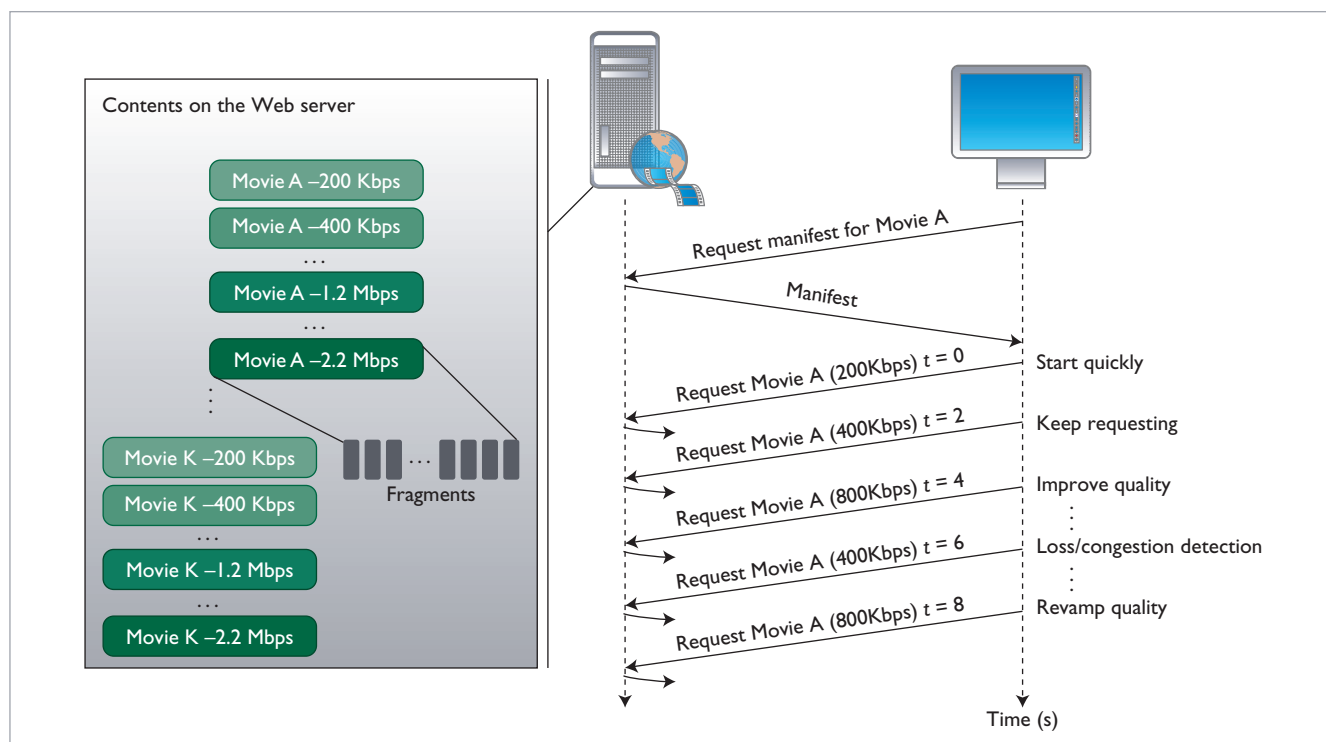 Contents on the Web server
Movie A –200 Kbps
Movie A –400 Kbps
...
Movie A –1.2 Mbps
...
Movie A –2.2 Mbps
...
Movie K –200 Kbps
Movie K –400 Kbps
...
Movie K –1.2 Mbps
...
Movie K –2.2 Mbps
...
Fragments
Request manifest for Movie A
Manifest
Request Movie A (200Kbps) t = 0
Start quickly
Request Movie A (400Kbps) t = 2
Keep requesting
Request Movie A (800Kbps) t = 4
Improve quality
Request Movie A (400Kbps) t = 6
Loss/congestion detection
Request Movie A (800Kbps) t = 8
Revamp quality
Time (s)